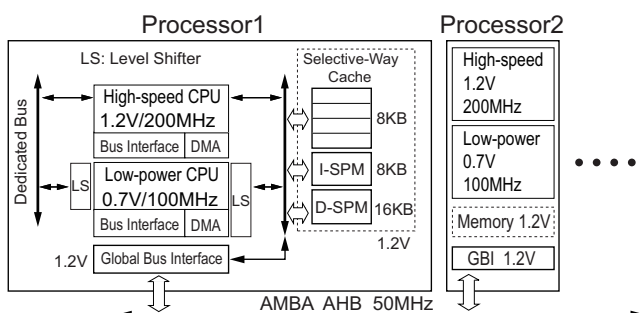 Processor1
LS: Level Shifter
Dedicated Bus
High-speed CPU
1.2V/200MHz
Bus Interface DMA
LS
Low-power CPU
0.7V/100MHz
Bus Interface DMA
LS
1.2V Global Bus Interface
Selective-Way
Cache
8KB
I-SPM 8KB
D-SPM 16KB
1.2V
AMBA AHB 50MHz
Processor2
High-speed
1.2V
200MHz
Low-power
0.7V
100MHz
Memory 1.2V
GBI 1.2V